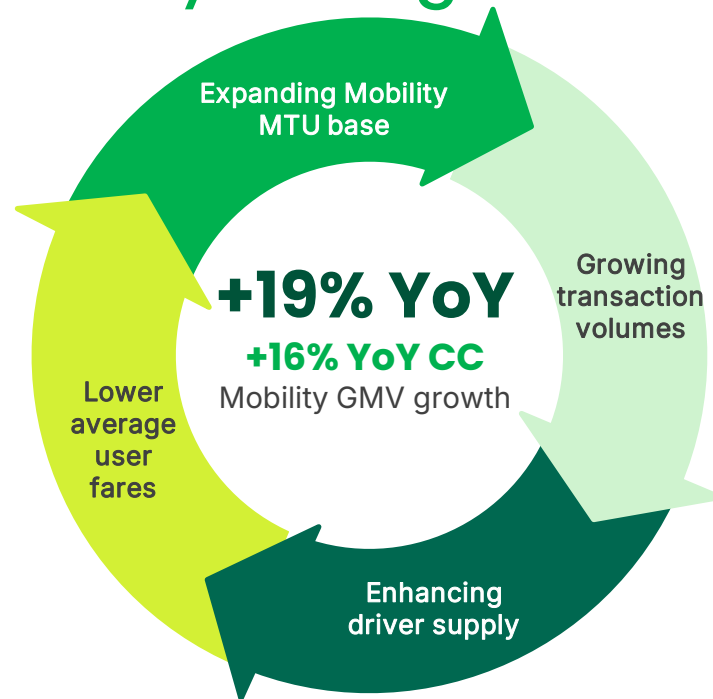 Expanding Mobility
MTU base
Growing
transaction
volumes
+19% YoY
+16% YoY CC
Mobility GMV growth
Lower
average
user
fares
Enhancing
driver supply